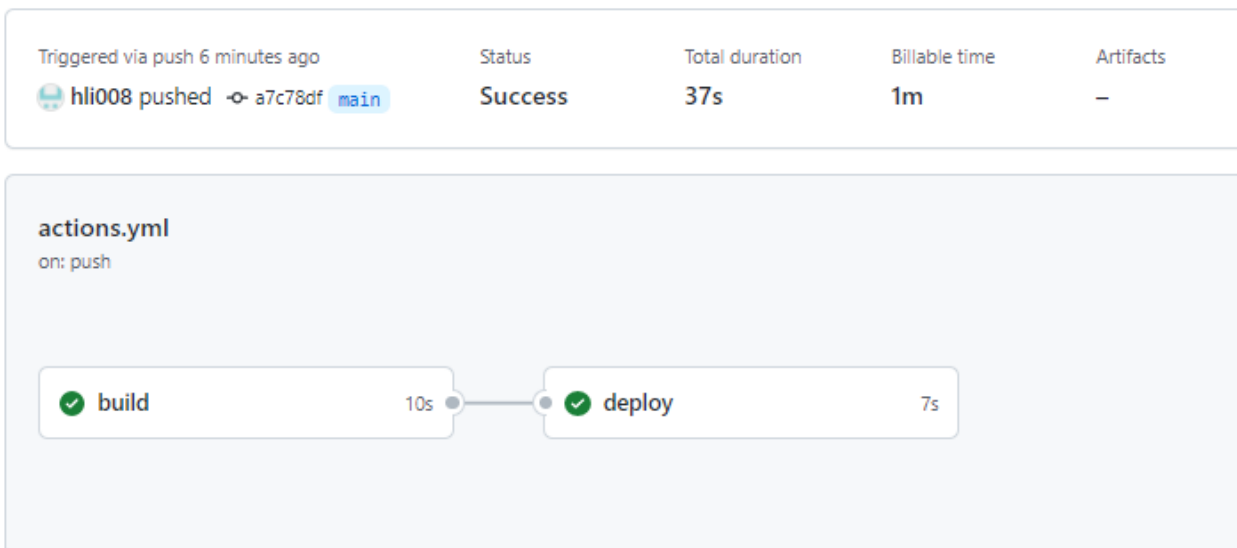 Triggered via push 6 minutes ago
Status
Total duration
Billable time
Artifacts
hli008 pushed a7c78df main
Success
37s
1m
–
actions.yml
on: push
build 10s
deploy 7s